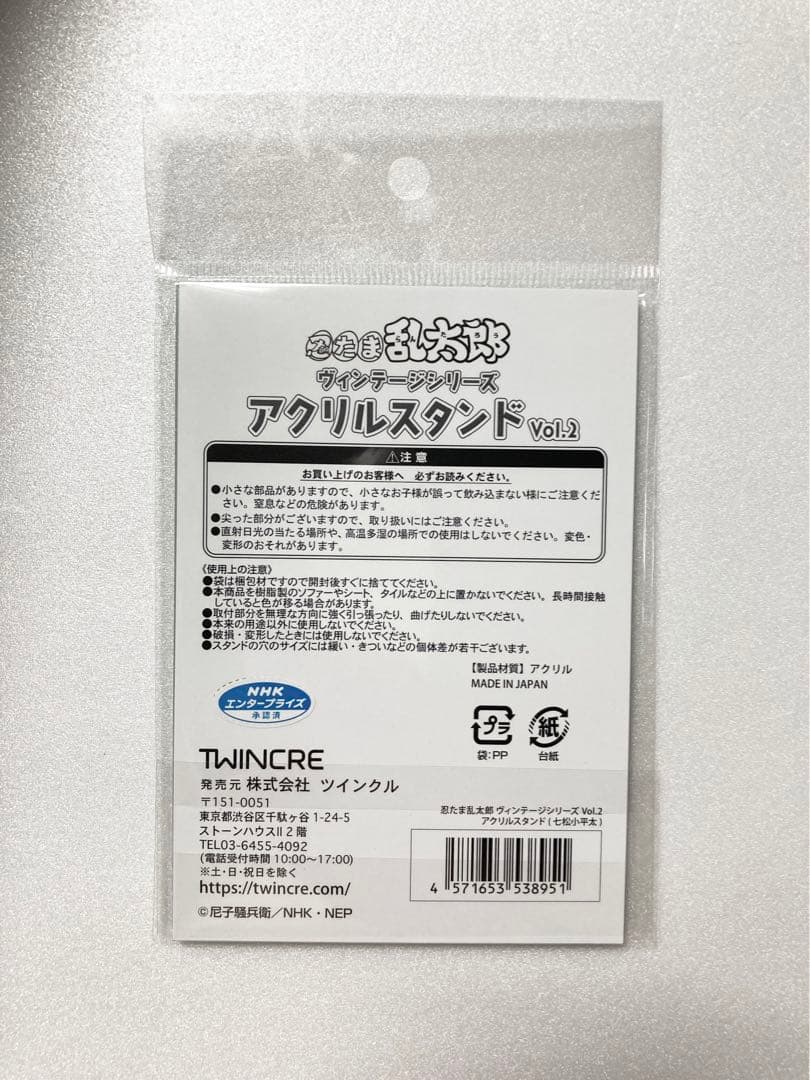 忍たま乱太郎
ヴィンテージシリーズ
アクリルスタンド Vol.2
⚠注意
お買い上げのお客様へ 必ずお読みください。
●小さな部品がありますので、小さなお子様が誤って飲み込まない様にご注意くだ
さい。窒息などの危険があります。
●尖った部分がございますので、取り扱いにはご注意ください。
●直射日光の当たる場所や、高温多湿の場所での使用はしないでください。変色・
変形のおそれがあります。
《使用上の注意》
●袋は梱包材ですので開封後すぐに捨ててください。
●本商品を樹脂製のソファーやシート、タイルなどの上に置かないでください。長時間接触
していると色が移る場合があります。
●取付部分を無理な方向に強く引っ張ったり、曲げたりしないでください。
●本来の用途以外に使用しないでください。
●破損・変形したときには使用しないでください。
●スタンドの穴のサイズには緩い・きついなどの個体差が若干ございます。
【製品材質】アクリル
MADE IN JAPAN
NHK
エンタープライズ
承認済
プラ
袋:PP
紙
台紙
TWINCRE
発売元 株式会社 ツインクル
〒151-0051
東京都渋谷区千駄ヶ谷 1-24-5
ストーンハウスII 2階
TEL03-6455-4092
(電話受付時間 10:00~17:00)
※土・日・祝日を除く
https://twincre.com/
©尼子騒兵衛/NHK・NEP
忍たま乱太郎 ヴィンテージシリーズ Vol.2
アクリルスタンド(七松小平太)
4 571653 538951